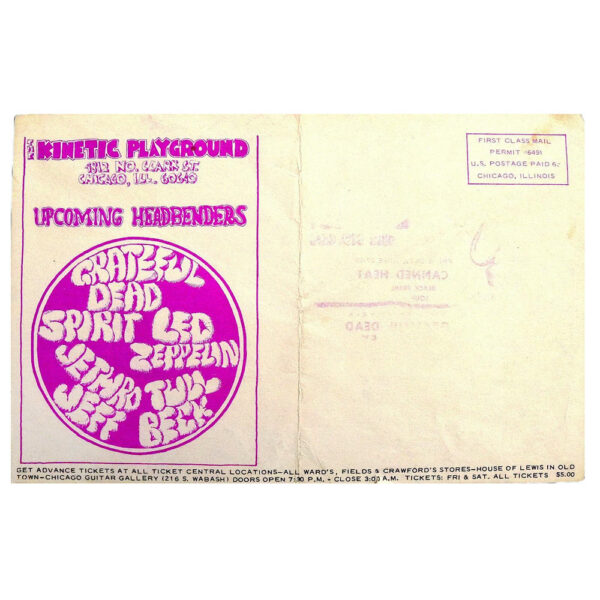 THE KINETIC PLAYGROUND
4812 NO. CLARK ST.
CHICAGO, ILL. 60640
UPCOMING HEADBENDERS
GRATEFUL
DEAD
SPIRIT LED
ZEPPELIN
JETHRO TULL
JEFF BECK
FIRST CLASS MAIL
PERMIT 6491
U.S. POSTAGE PAID 6¢
CHICAGO, ILLINOIS
CANNED HEAT
DEAD
GET ADVANCE TICKETS AT ALL TICKET CENTRAL LOCATIONS-ALL WARD'S, FIELDS & CRAWFORD'S STORES-HOUSE OF LEWIS IN OLD
TOWN-CHICAGO GUITAR GALLERY (216 S. WABASH) DOORS OPEN 7:30 P.M. - CLOSE 3:00 A.M. TICKETS: FRI & SAT. ALL TICKETS $5.00